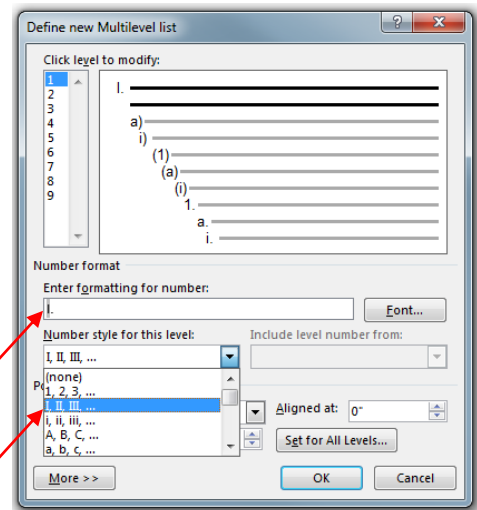 Define new Multilevel list
Click level to modify:
1
2
3
4
5
6
7
8
9
I.
a)
i)
(1)
(a)
(i)
1.
a.
i.
Number format
Enter formatting for number:
I.
Font...
Number style for this level:
Include level number from:
I, II, III, ...
(none)
1, 2, 3, ...
I, II, III, ...
i, ii, iii, ...
A, B, C, ...
a, b, c, ...
Aligned at:
0"
Set for All Levels...
More >>
OK
Cancel